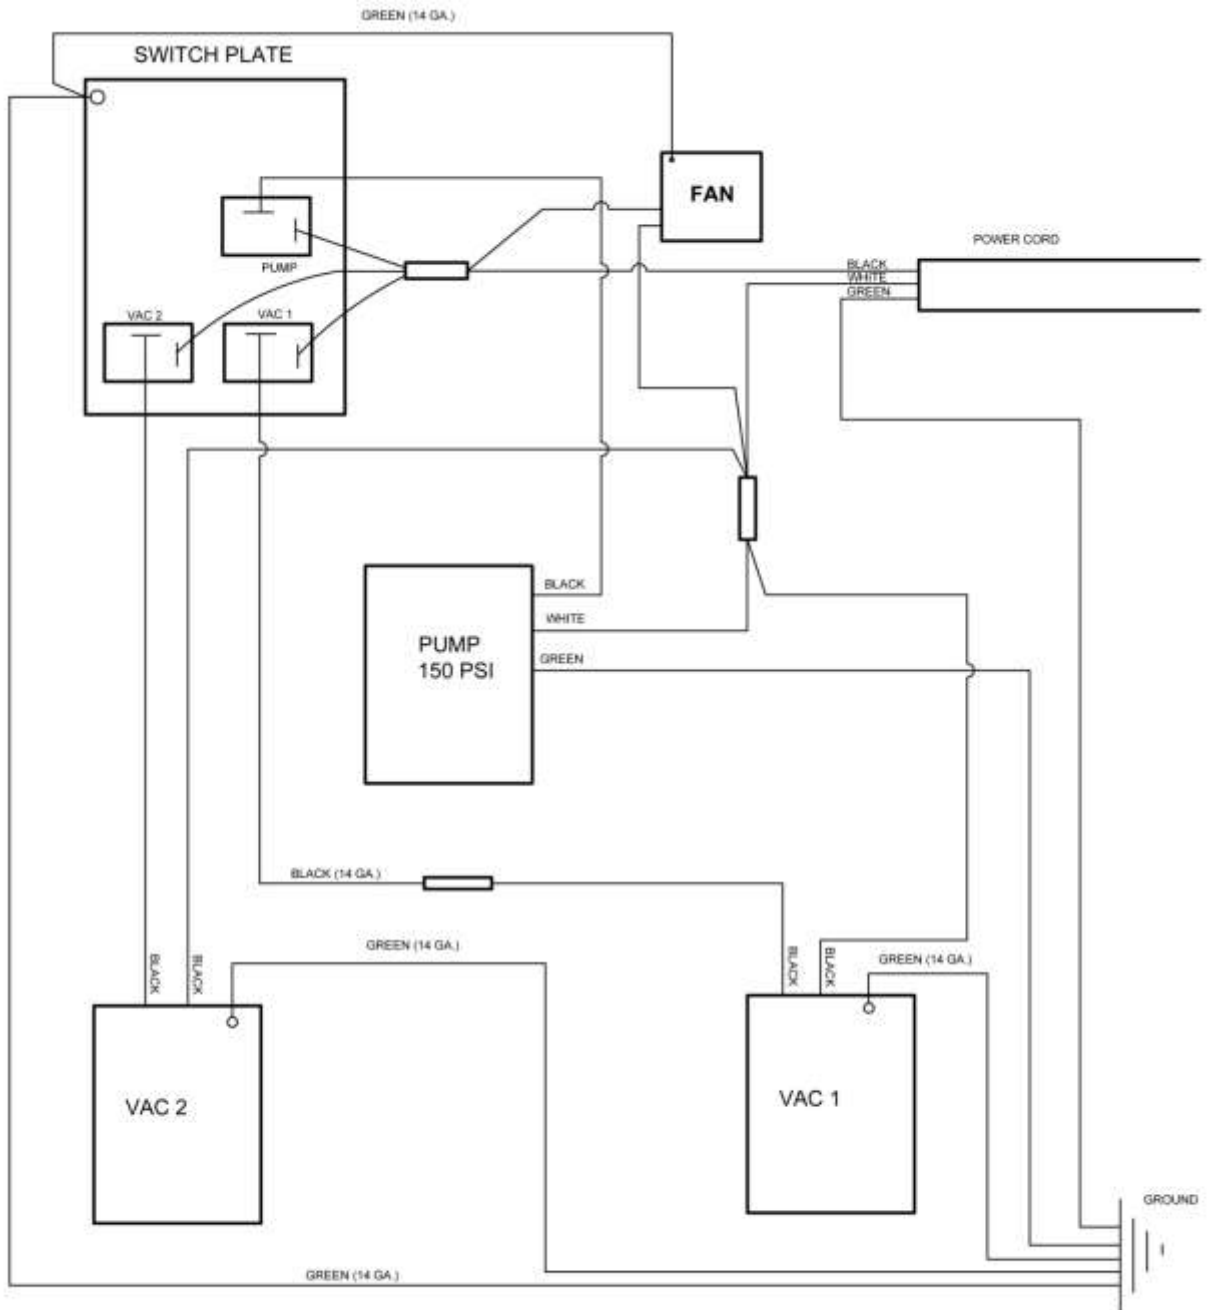 GREEN (14 GA.)
SWITCH PLATE
FAN
POWER CORD
PUMP
BLACK
WHITE
GREEN
VAC 2
VAC 1
BLACK
WHITE
PUMP
150 PSI
GREEN
BLACK (14 GA.)
GREEN (14 GA.)
BLACK
BLACK
BLACK
BLACK
GREEN (14 GA.)
VAC 2
VAC 1
GROUND
GREEN (14 GA.)